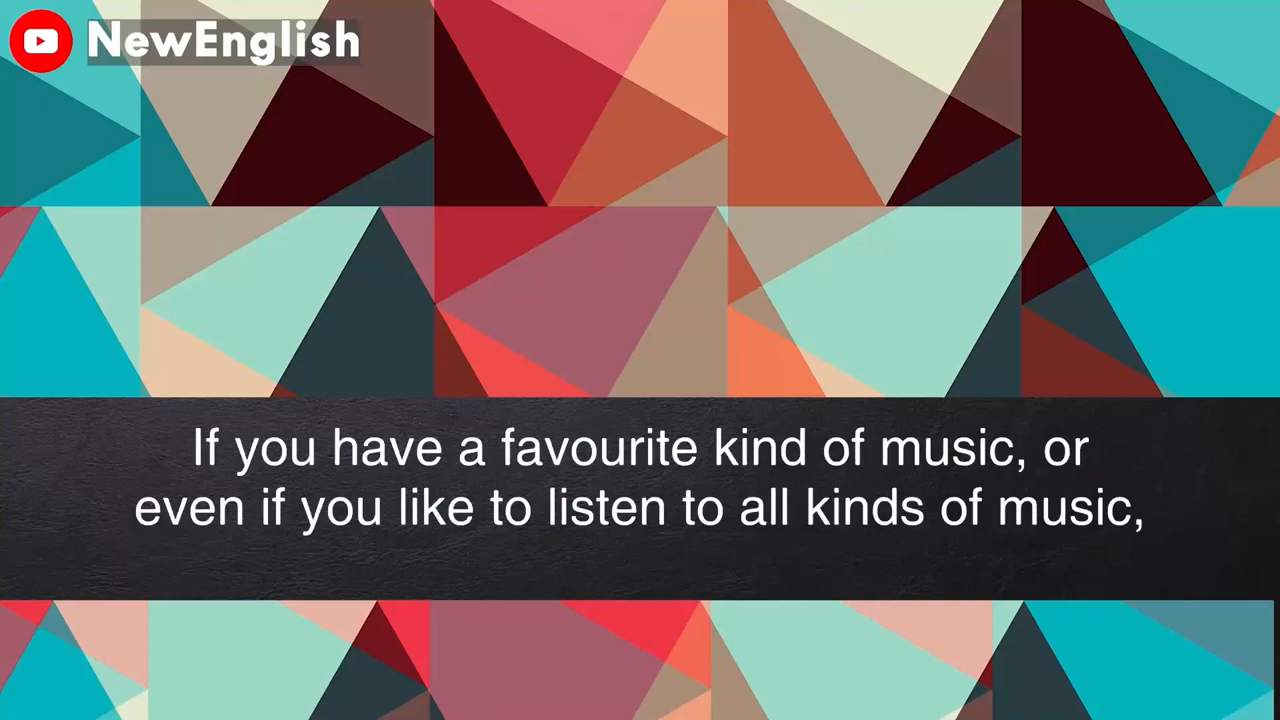 NewEnglish
If you have a favourite kind of music, or
even if you like to listen to all kinds of music,